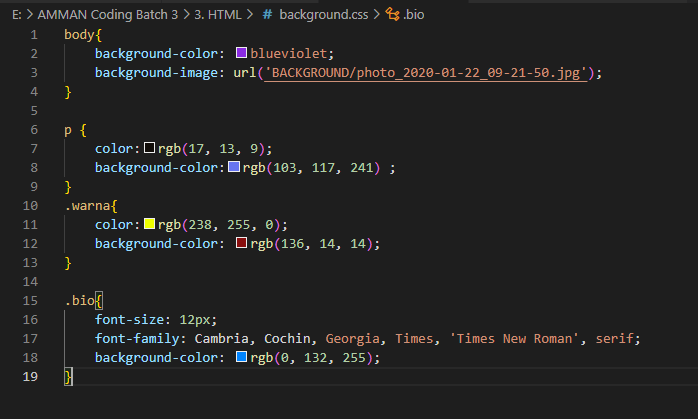 E: > AMMAN Coding Batch 3 > 3. HTML > # background.css > .bio
1 body{
2     background-color: blueviolet;
3     background-image: url('BACKGROUND/photo_2020-01-22_09-21-50.jpg');
4 }
5
6 p {
7     color: rgb(17, 13, 9);
8     background-color: rgb(103, 117, 241) ;
9 }
10 .warna{
11     color: rgb(238, 255, 0);
12     background-color: rgb(136, 14, 14);
13 }
14
15 .bio{
16     font-size: 12px;
17     font-family: Cambria, Cochin, Georgia, Times, 'Times New Roman', serif;
18     background-color: rgb(0, 132, 255);
19 }